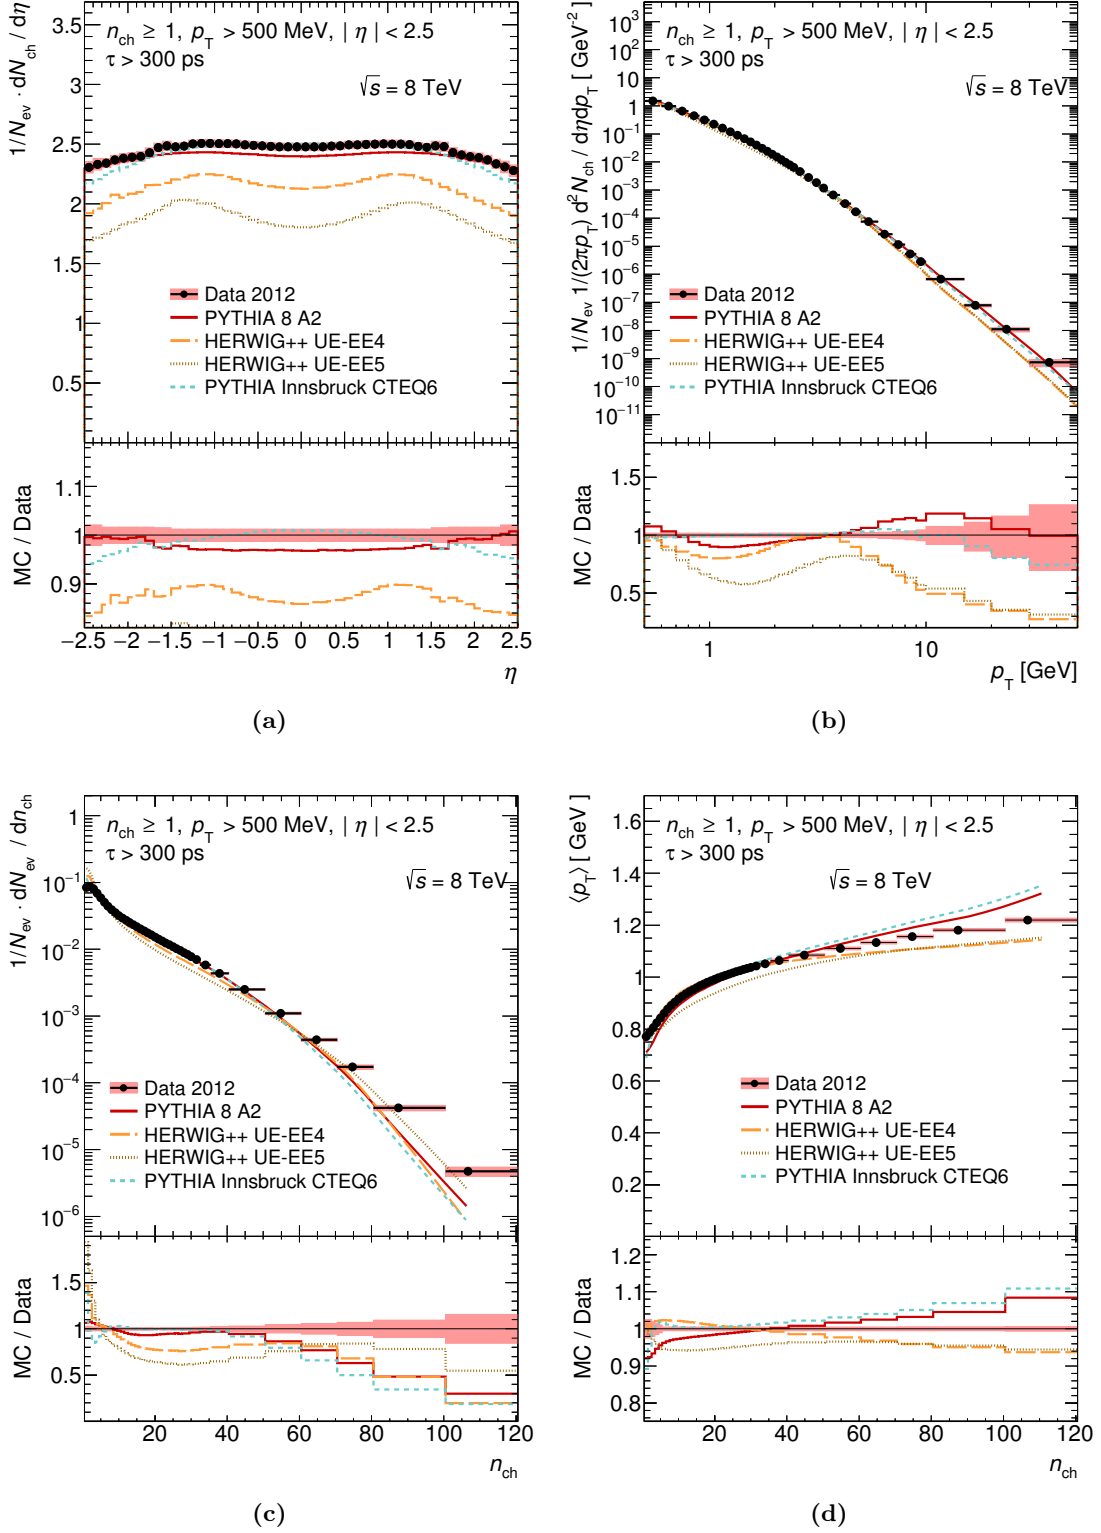 1/N_ev · dN_ch / dη
3.5
3
2.5
2
1.5
1
0.5
n_ch ≥ 1, p_T > 500 MeV, | η | < 2.5
τ > 300 ps
√s = 8 TeV
Data 2012
PYTHIA 8 A2
HERWIG++ UE-EE4
HERWIG++ UE-EE5
PYTHIA Innsbruck CTEQ6
MC / Data
1.1
1
0.9
−2.5 −2 −1.5 −1 −0.5 0 0.5 1 1.5 2 2.5
η
(a)
1/N_ev 1/(2πp_T) d²N_ch / dηdp_T [ GeV⁻² ]
10³
10²
10
1
10⁻¹
10⁻²
10⁻³
10⁻⁴
10⁻⁵
10⁻⁶
10⁻⁷
10⁻⁸
10⁻⁹
10⁻¹⁰
10⁻¹¹
n_ch ≥ 1, p_T > 500 MeV, | η | < 2.5
τ > 300 ps
√s = 8 TeV
Data 2012
PYTHIA 8 A2
HERWIG++ UE-EE4
HERWIG++ UE-EE5
PYTHIA Innsbruck CTEQ6
MC / Data
1.5
1
0.5
1 10
p_T [GeV]
(b)
1/N_ev · dN_ev / dn_ch
1
10⁻¹
10⁻²
10⁻³
10⁻⁴
10⁻⁵
10⁻⁶
n_ch ≥ 1, p_T > 500 MeV, | η | < 2.5
τ > 300 ps
√s = 8 TeV
Data 2012
PYTHIA 8 A2
HERWIG++ UE-EE4
HERWIG++ UE-EE5
PYTHIA Innsbruck CTEQ6
MC / Data
1.5
1
0.5
20 40 60 80 100 120
n_ch
(c)
⟨p_T⟩ [ GeV ]
1.6
1.4
1.2
1
0.8
0.6
0.4
0.2
n_ch ≥ 1, p_T > 500 MeV, | η | < 2.5
τ > 300 ps
√s = 8 TeV
Data 2012
PYTHIA 8 A2
HERWIG++ UE-EE4
HERWIG++ UE-EE5
PYTHIA Innsbruck CTEQ6
MC / Data
1.2
1.1
1
0.9
0.8
20 40 60 80 100 120
n_ch
(d)